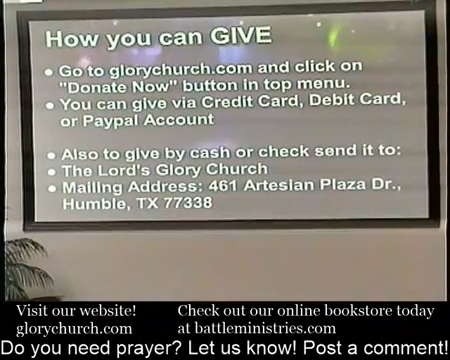 How you can GIVE
• Go to glorychurch.com and click on
"Donate Now" button in top menu.
• You can give via Credit Card, Debit Card,
or Paypal Account
• Also to give by cash or check send it to:
• The Lord's Glory Church
• Mailing Address: 461 Artesian Plaza Dr.,
Humble, TX 77338
Visit our website!
glorychurch.com
Check out our online bookstore today
at battleministries.com
Do you need prayer? Let us know! Post a comment!